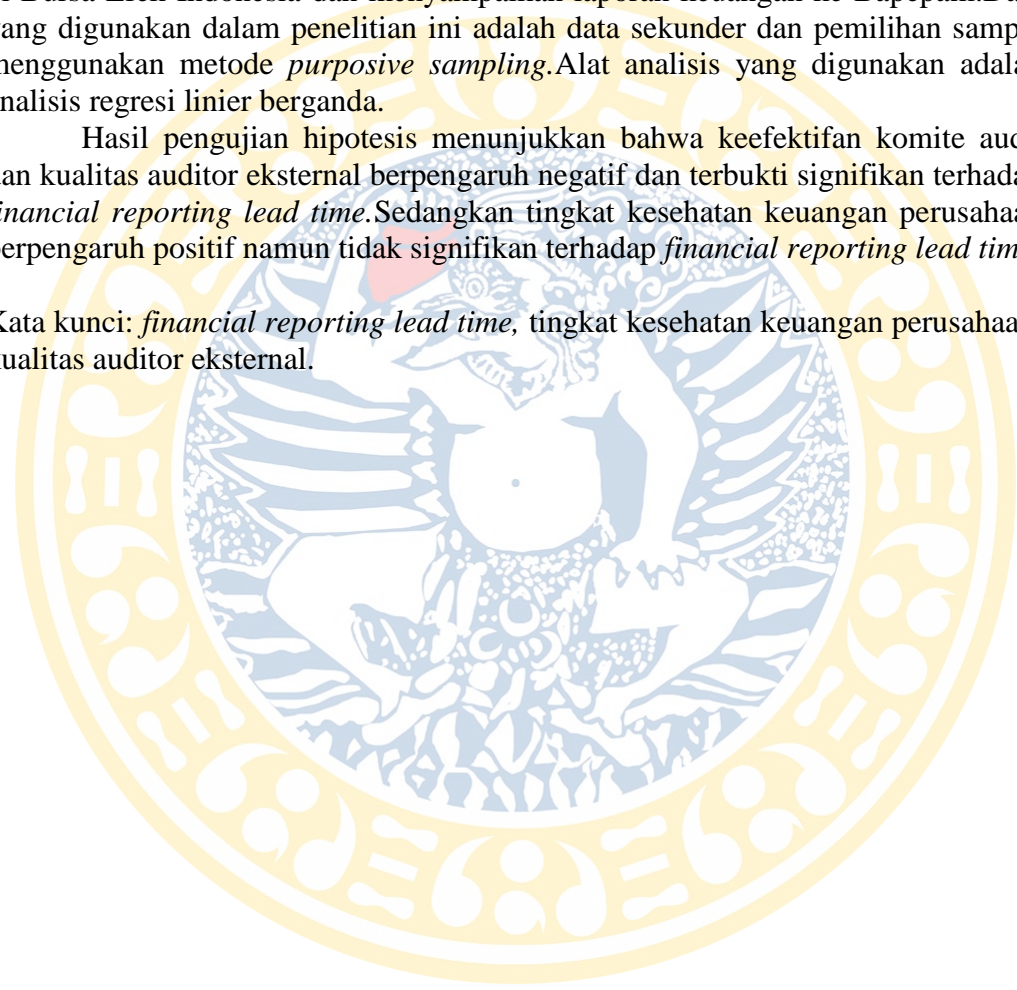 di Bursa Efek Indonesia dan menyampaikan laporan keuangan ke Bapepam.Da
yang digunakan dalam penelitian ini adalah data sekunder dan pemilihan samp
menggunakan metode purposive sampling.Alat analisis yang digunakan adala
nalisis regresi linier berganda.
Hasil pengujian hipotesis menunjukkan bahwa keefektifan komite aud
dan kualitas auditor eksternal berpengaruh negatif dan terbukti signifikan terhada
financial reporting lead time.Sedangkan tingkat kesehatan keuangan perusahaa
berpengaruh positif namun tidak signifikan terhadap financial reporting lead tim
Kata kunci: financial reporting lead time, tingkat kesehatan keuangan perusahaa
kualitas auditor eksternal.